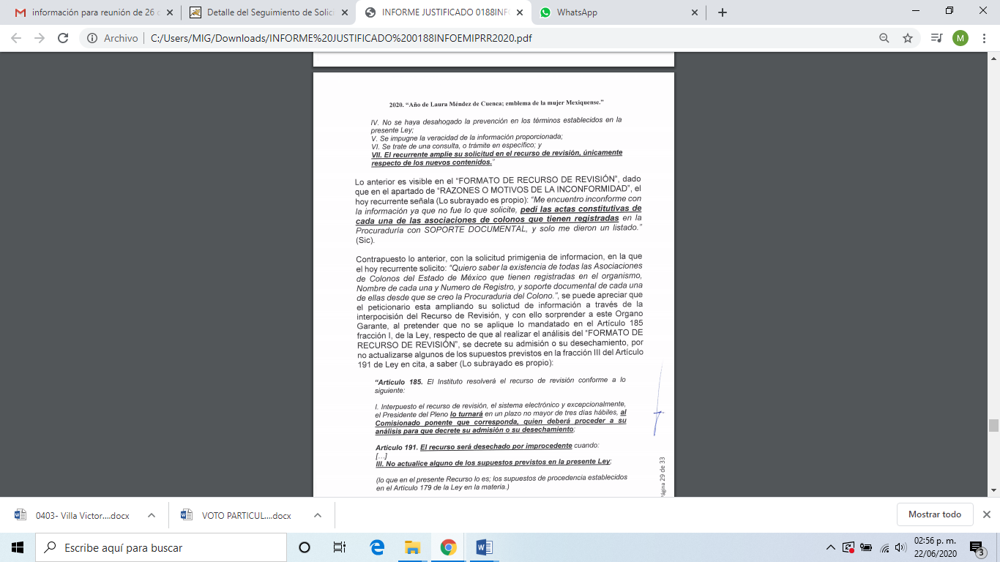 información para reunión de 26 d
Detalle del Seguimiento de Solici
INFORME JUSTIFICADO 0188INF
WhatsApp
Archivo
C:/Users/MIG/Downloads/INFORME%20JUSTIFICADO%200188INFOEMIPRR2020.pdf
M
2020. “Año de Laura Méndez de Cuenca; emblema de la mujer Mexiquense.”
IV. No se haya desahogado la prevención en los términos establecidos en la
presente Ley;
V. Se impugne la veracidad de la información proporcionada;
VI. Se trate de una consulta, o trámite en específico; y
VII. El recurrente amplie su solicitud en el recurso de revisión, únicamente
respecto de los nuevos contenidos.”
Lo anterior es visible en el “FORMATO DE RECURSO DE REVISIÓN”, dado
que en el apartado de “RAZONES O MOTIVOS DE LA INCONFORMIDAD”, el
hoy recurrente señala (Lo subrayado es propio): “Me encuentro inconforme con
la información ya que no fue lo que solicite, pedí las actas constitutivas de
cada una de las asociaciones de colonos que tienen registradas en la
Procuraduría con SOPORTE DOCUMENTAL, y solo me dieron un listado.”
(Sic).
Contrapuesto lo anterior, con la solicitud primigenia de informacion, en la que
el hoy recurrente solicito: “Quiero saber la existencia de todas las Asociaciones
de Colonos del Estado de México que tienen registradas en el organismo,
Nombre de cada una y Numero de Registro, y soporte documental de cada una
de ellas desde que se creo la Procuraduria del Colono.”, se puede apreciar que
el peticionario esta ampliando su solictud de información a través de la
interpocisión del Recurso de Revisión, y con ello sorprender a este Organo
Garante, al pretender que no se aplique lo mandatado en el Artículo 185
fracción I, de la Ley, respecto de que al realizar el análisis del “FORMATO DE
RECURSO DE REVISIÓN”, se decrete su admisión o su desechamiento, por
no actualizarse algunos de los supuestos previstos en la fracción III del Artículo
191 de Ley en cita, a saber (Lo subrayado es propio):
“Artículo 185. El Instituto resolverá el recurso de revisión conforme a lo
siguiente:
I. Interpuesto el recurso de revisión, el sistema electrónico y excepcionalmente,
el Presidente del Pleno lo turnará en un plazo no mayor de tres días hábiles, al
Comisionado ponente que corresponda, quien deberá proceder a su
análisis para que decrete su admisión o su desechamiento;
Artículo 191. El recurso será desechado por improcedente cuando:
[…]
III. No actualice alguno de los supuestos previstos en la presente Ley;
(lo que en el presente Recurso lo es; los supuestos de procedencia establecidos
en el Artículo 179 de la Ley en la materia.)
Página 29 de 33
0403- Villa Victor....docx
VOTO PARTICUL....docx
Mostrar todo
Escribe aquí para buscar
02:56 p. m.
22/06/2020
3